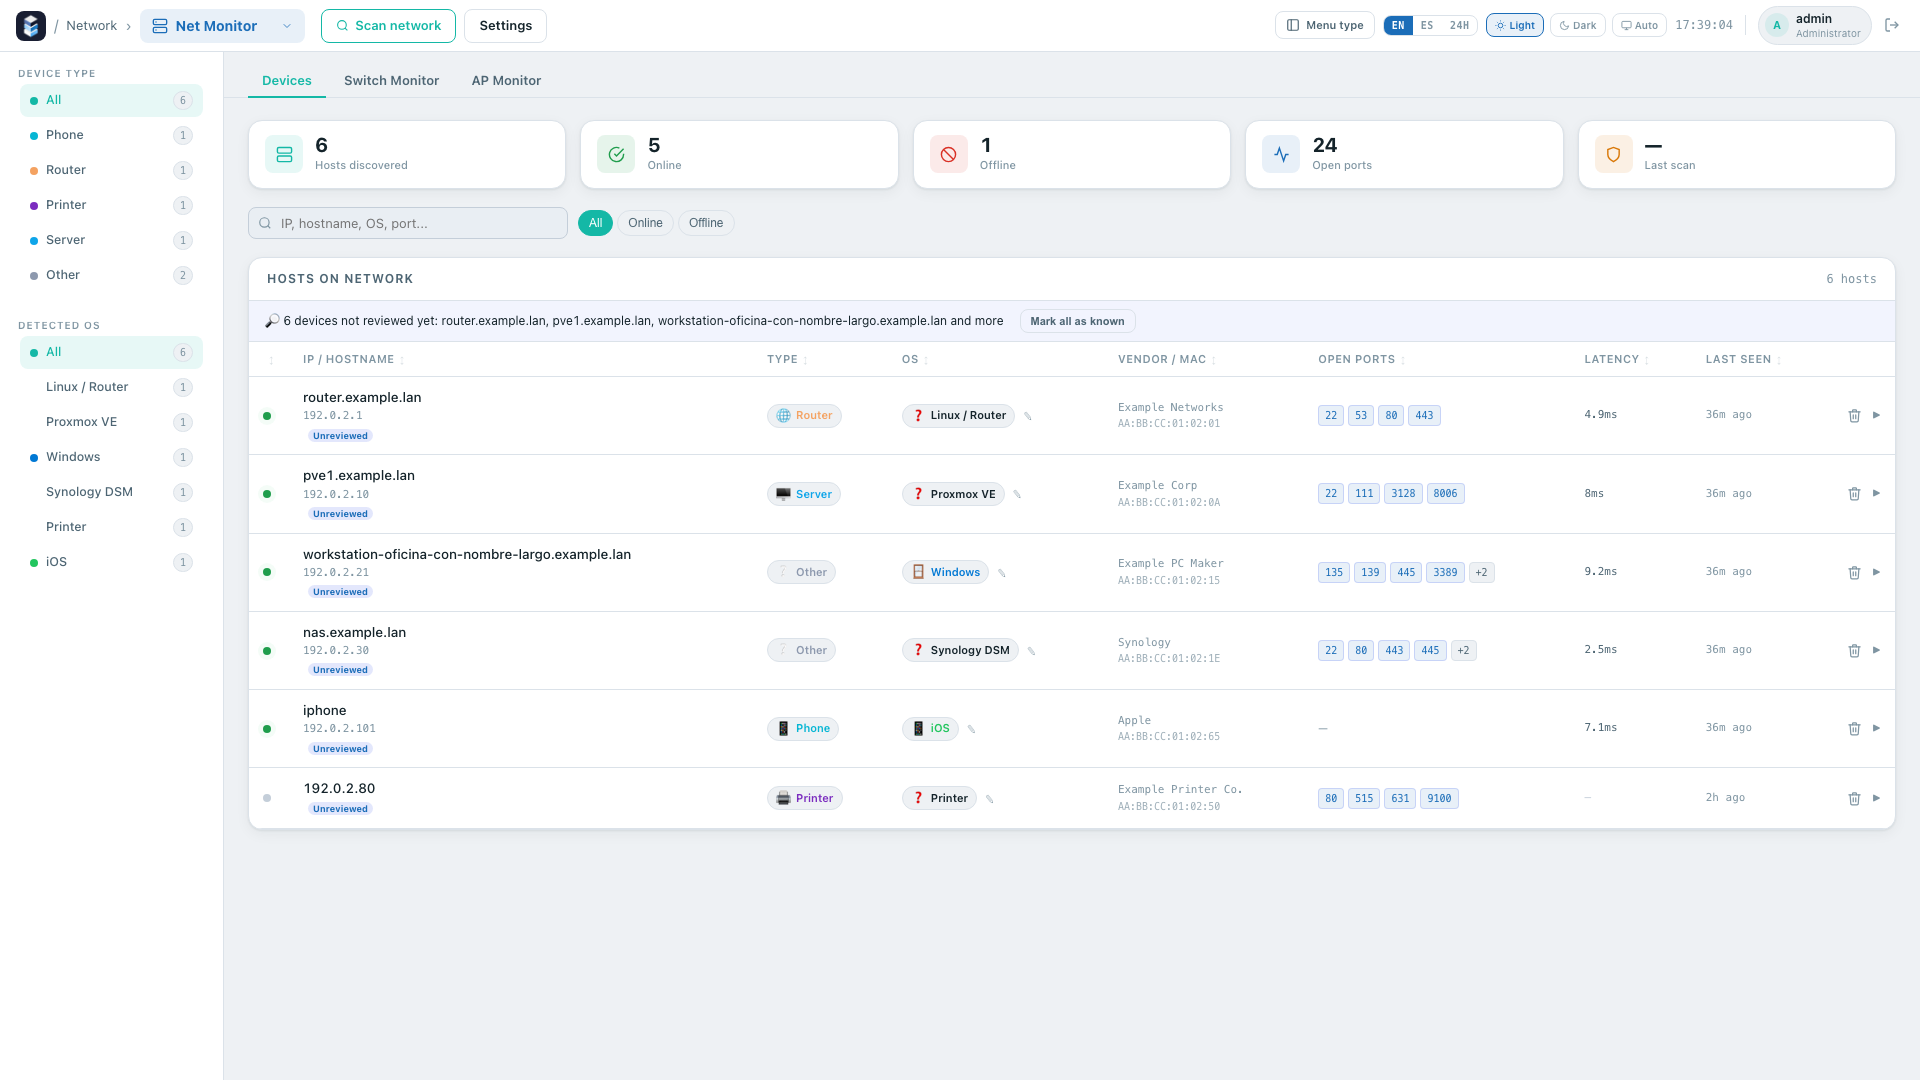 / Network › Net Monitor
Scan network
Settings
Menu type
EN ES 24H
Light
Dark
Auto
17:39:04
A
admin
Administrator
DEVICE TYPE
All 6
Phone 1
Router 1
Printer 1
Server 1
Other 2
DETECTED OS
All 6
Linux / Router 1
Proxmox VE 1
Windows 1
Synology DSM 1
Printer 1
iOS 1
Devices Switch Monitor AP Monitor
6
Hosts discovered
5
Online
1
Offline
24
Open ports
—
Last scan
IP, hostname, OS, port...
All Online Offline
HOSTS ON NETWORK 6 hosts
6 devices not reviewed yet: router.example.lan, pve1.example.lan, workstation-oficina-con-nombre-largo.example.lan and more Mark all as known
IP / HOSTNAME TYPE OS VENDOR / MAC OPEN PORTS LATENCY LAST SEEN
router.example.lan
192.0.2.1
Unreviewed
Router
Linux / Router
Example Networks
AA:BB:CC:01:02:01
22 53 80 443
4.9ms
36m ago
pve1.example.lan
192.0.2.10
Unreviewed
Server
Proxmox VE
Example Corp
AA:BB:CC:01:02:0A
22 111 3128 8006
8ms
36m ago
workstation-oficina-con-nombre-largo.example.lan
192.0.2.21
Unreviewed
Other
Windows
Example PC Maker
AA:BB:CC:01:02:15
135 139 445 3389 +2
9.2ms
36m ago
nas.example.lan
192.0.2.30
Unreviewed
Other
Synology DSM
Synology
AA:BB:CC:01:02:1E
22 80 443 445 +2
2.5ms
36m ago
iphone
192.0.2.101
Unreviewed
Phone
iOS
Apple
AA:BB:CC:01:02:65
—
7.1ms
36m ago
192.0.2.80
Unreviewed
Printer
Printer
Example Printer Co.
AA:BB:CC:01:02:50
80 515 631 9100
—
2h ago